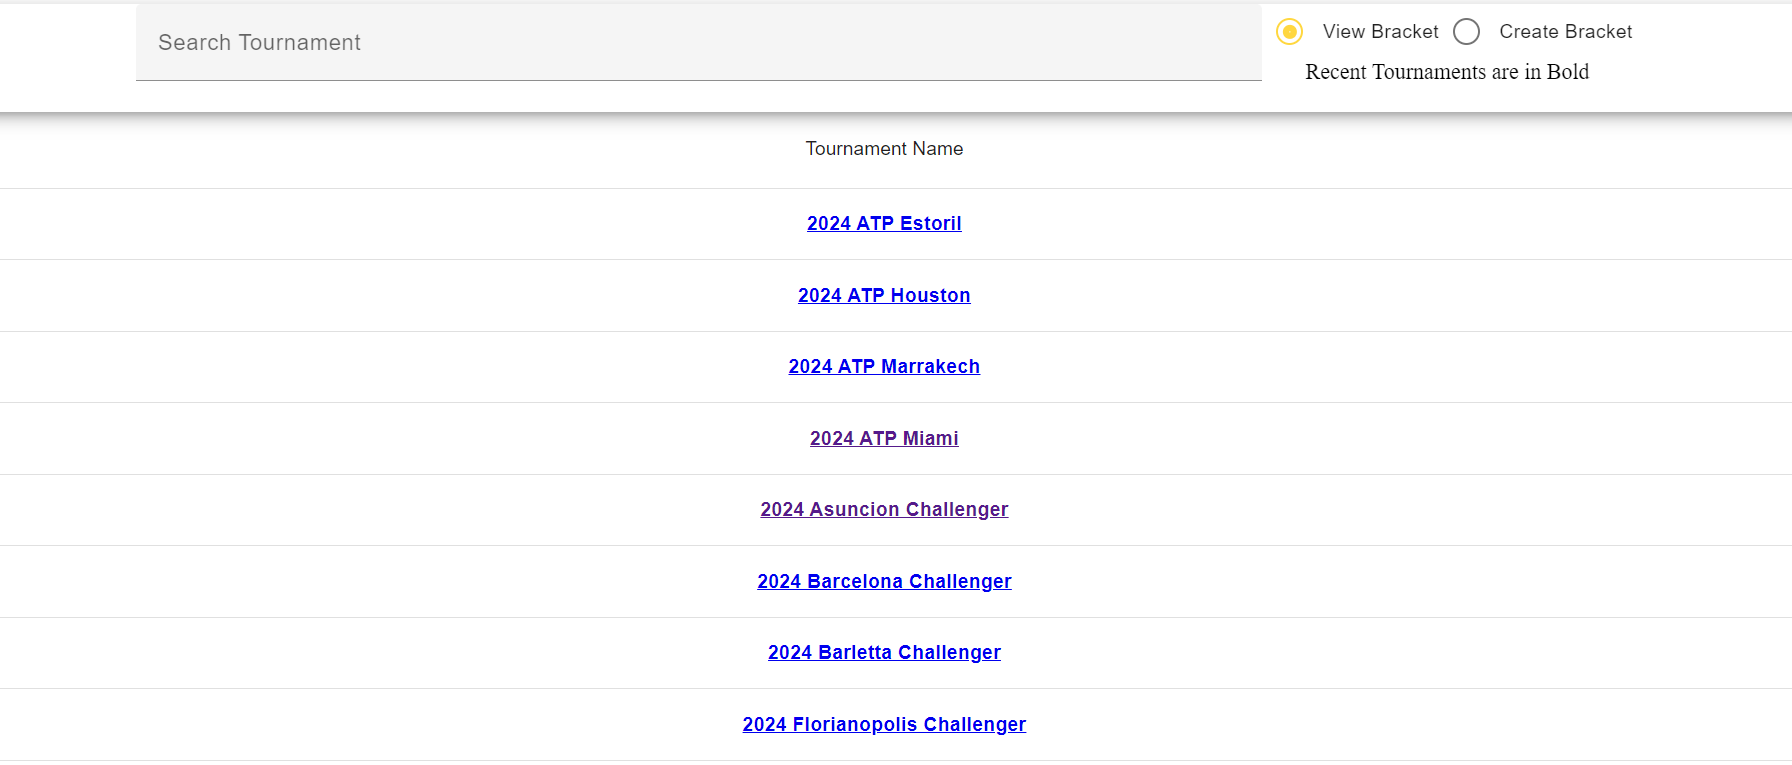 Search Tournament
View Bracket
Create Bracket
Recent Tournaments are in Bold
Tournament Name
2024 ATP Estoril
2024 ATP Houston
2024 ATP Marrakech
2024 ATP Miami
2024 Asuncion Challenger
2024 Barcelona Challenger
2024 Barletta Challenger
2024 Florianopolis Challenger